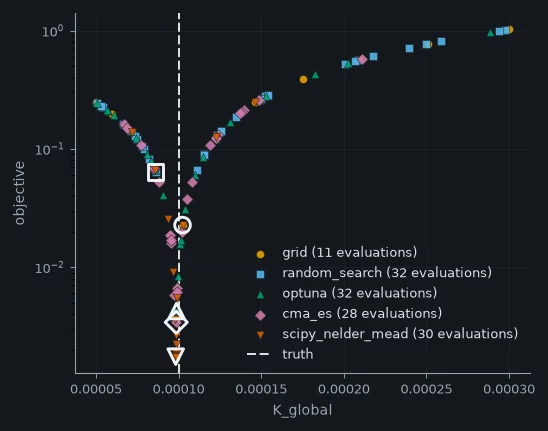 10⁰
10⁻¹
10⁻²
objective
grid (11 evaluations)
random_search (32 evaluations)
optuna (32 evaluations)
cma_es (28 evaluations)
scipy_nelder_mead (30 evaluations)
truth
0.00005 0.00010 0.00015 0.00020 0.00025 0.00030
K_global